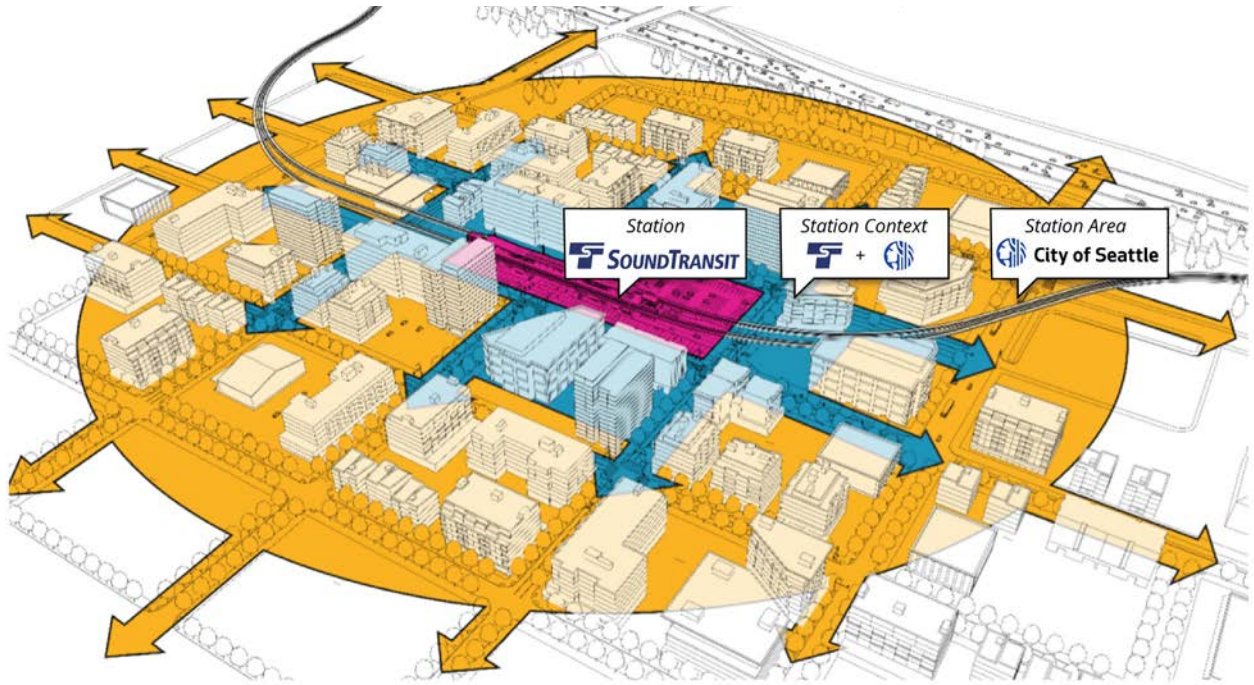 Station
SOUNDTRANSIT
Station Context
+
Station Area
City of Seattle